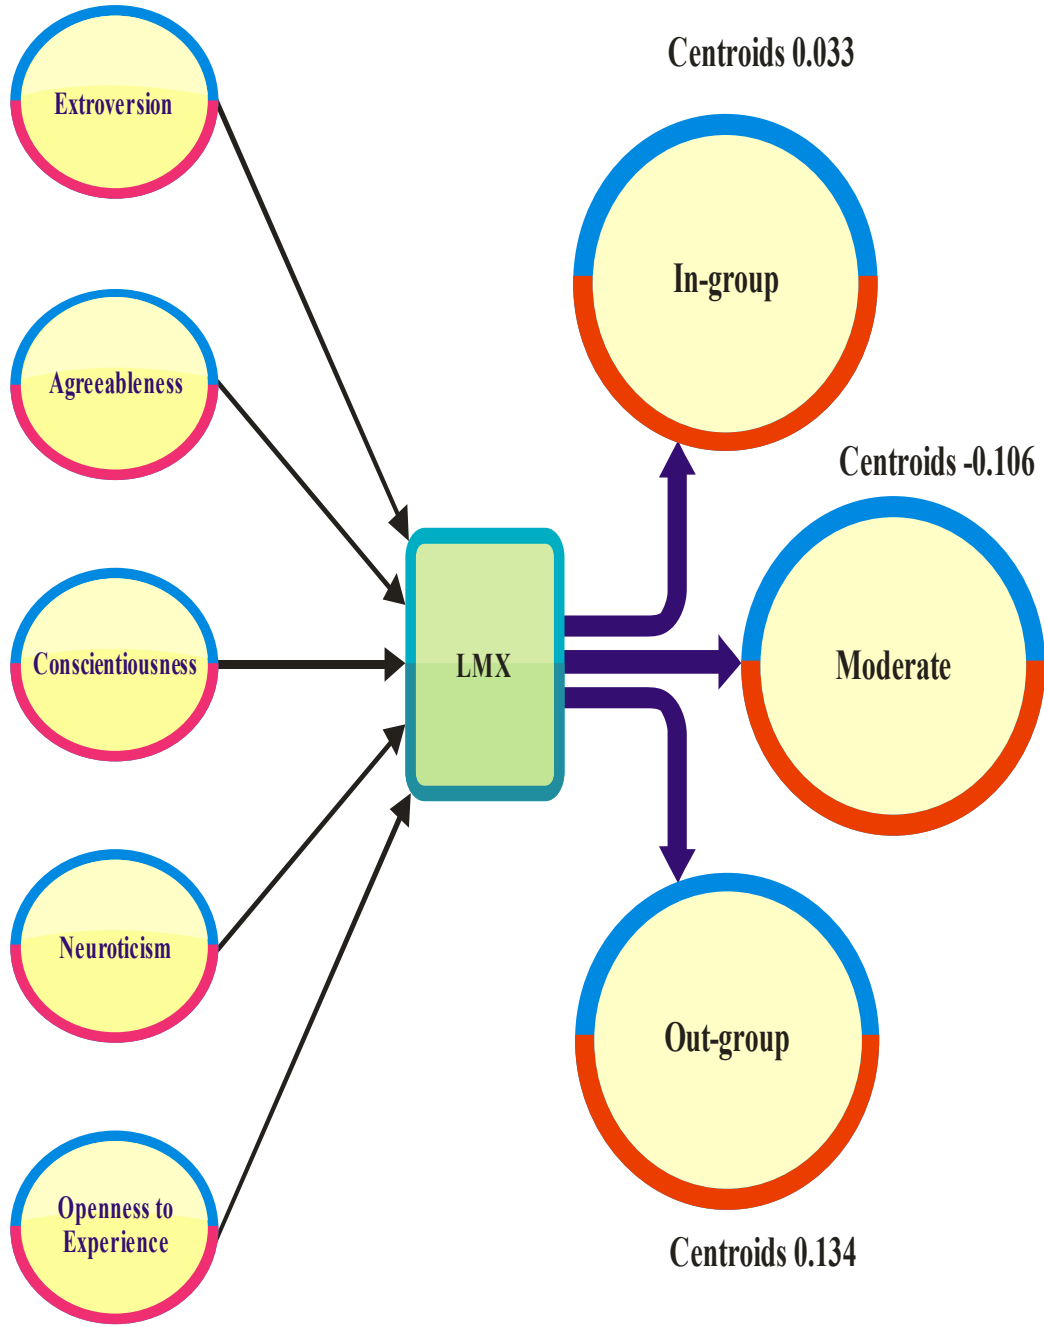 Extroversion
Agreeableness
Conscientiousness
Neuroticism
Openness to
Experience
LMX
Centroids 0.033
In-group
Centroids -0.106
Moderate
Out-group
Centroids 0.134